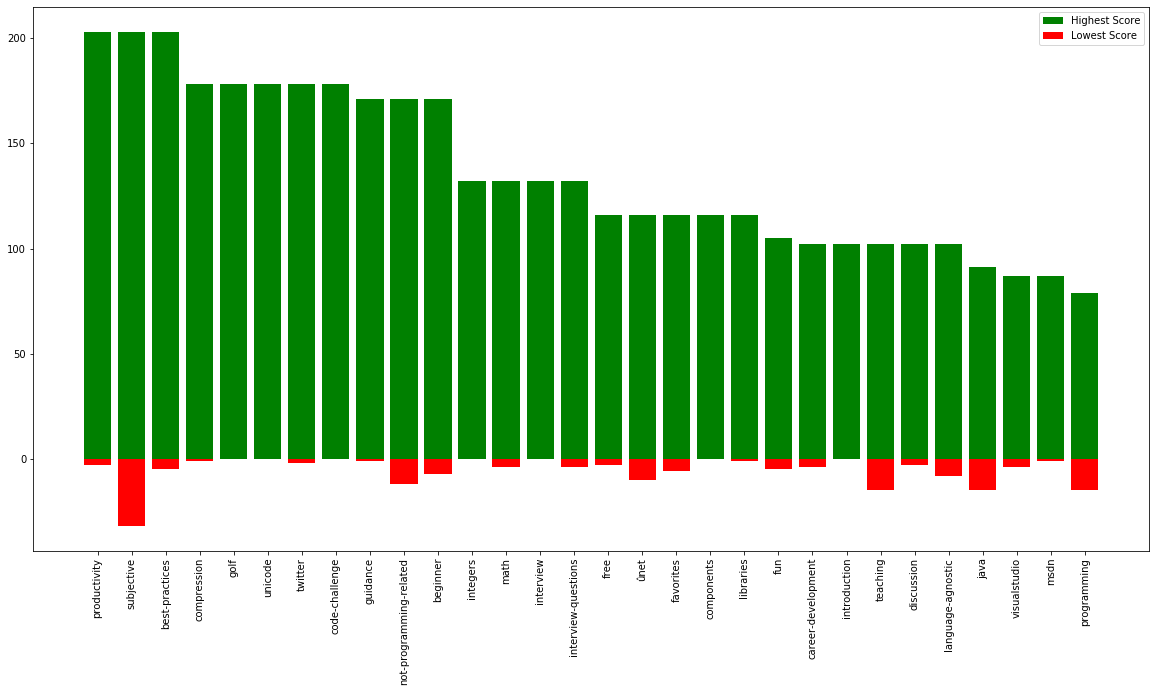 Highest Score
Lowest Score
200
150
100
50
0
productivity
subjective
best-practices
compression
golf
unicode
twitter
code-challenge
guidance
not-programming-related
beginner
integers
math
interview
interview-questions
free
ûnet
favorites
components
libraries
fun
career-development
introduction
teaching
discussion
language-agnostic
java
visualstudio
msdn
programming